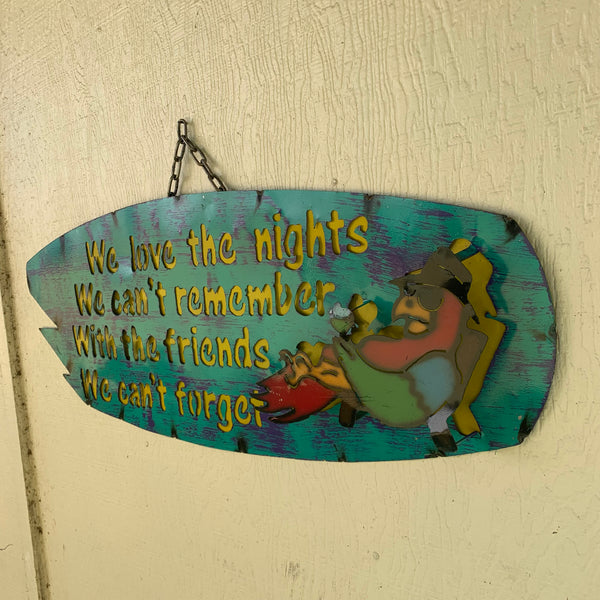 We love the nights
We can't remember
With the friends
We can't forget